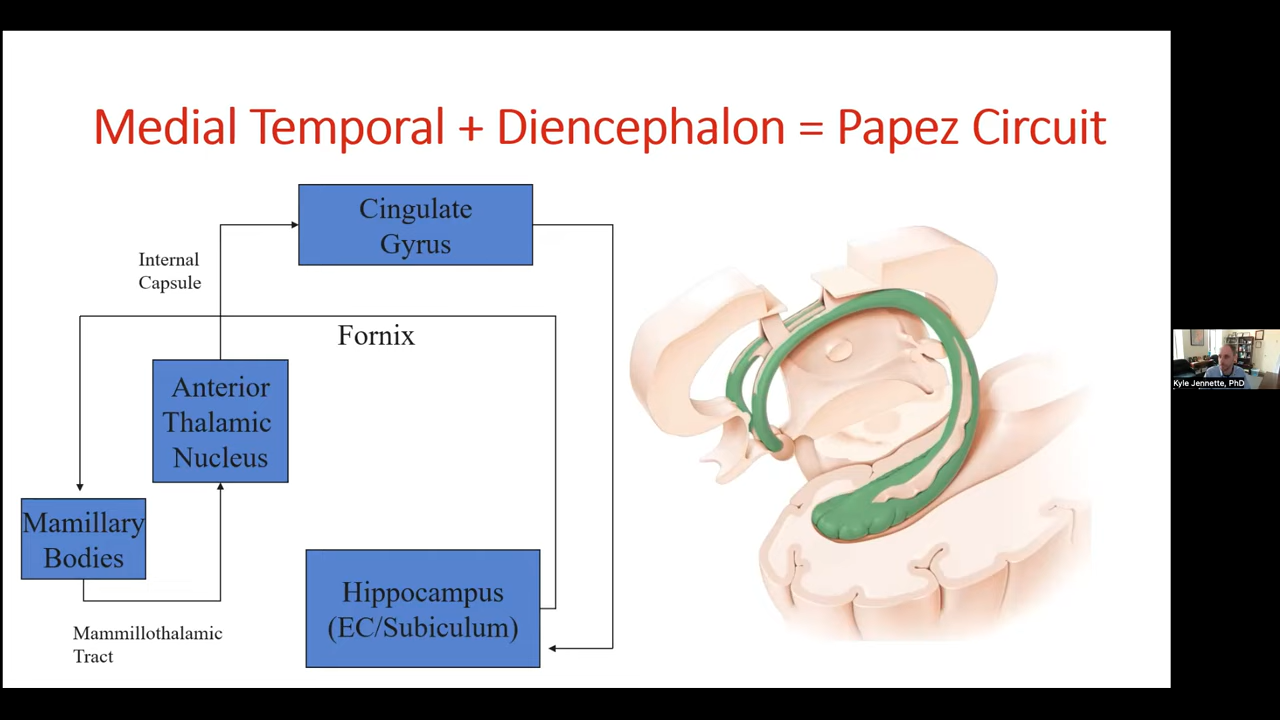 Medial Temporal + Diencephalon = Papez Circuit
Cingulate
Gyrus
Internal
Capsule
Fornix
Anterior
Thalamic
Nucleus
Mamillary
Bodies
Hippocampus
(EC/Subiculum)
Mammillothalamic
Tract
Kyle Jennette, PhD